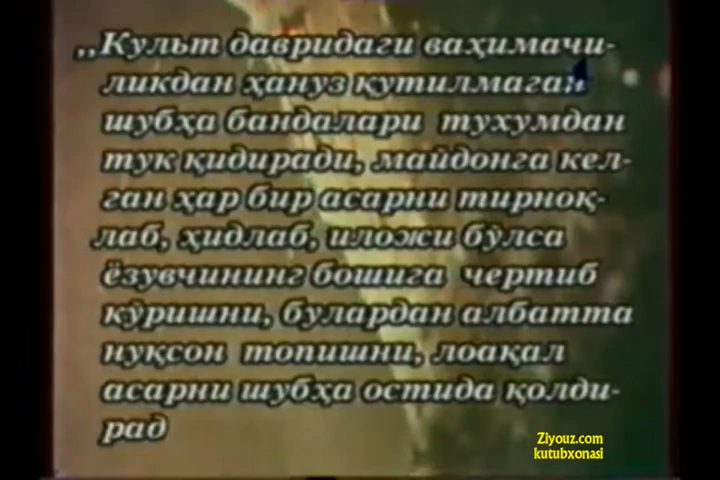 ,,Культ давридаги ваҳимачи-
ликдан ҳануз қутилмаган
шубҳа бандалари тухумдан
тук қидиради, майдонга кел-
ган ҳар бир асарни тирноқ-
лаб, ҳидлаб, иложи бўлса
ёзувчининг бошига чертиб
кўришни, булардан албатта
нуқсон топишни, лоақал
асарни шубҳа остида қолди-
рад
Ziyouz.com
kutubxonasi